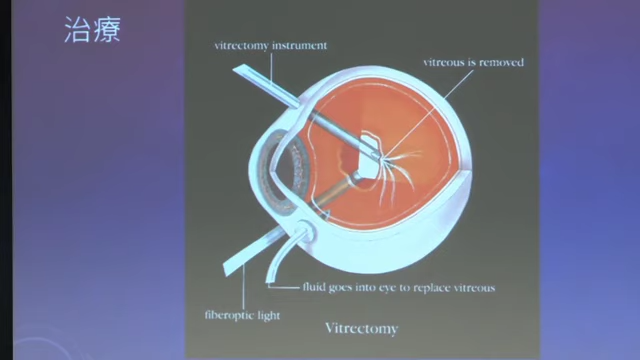 治療
vitrectomy instrument
vitreous is removed
fluid goes into eye to replace vitreous
fiberoptic light
Vitrectomy